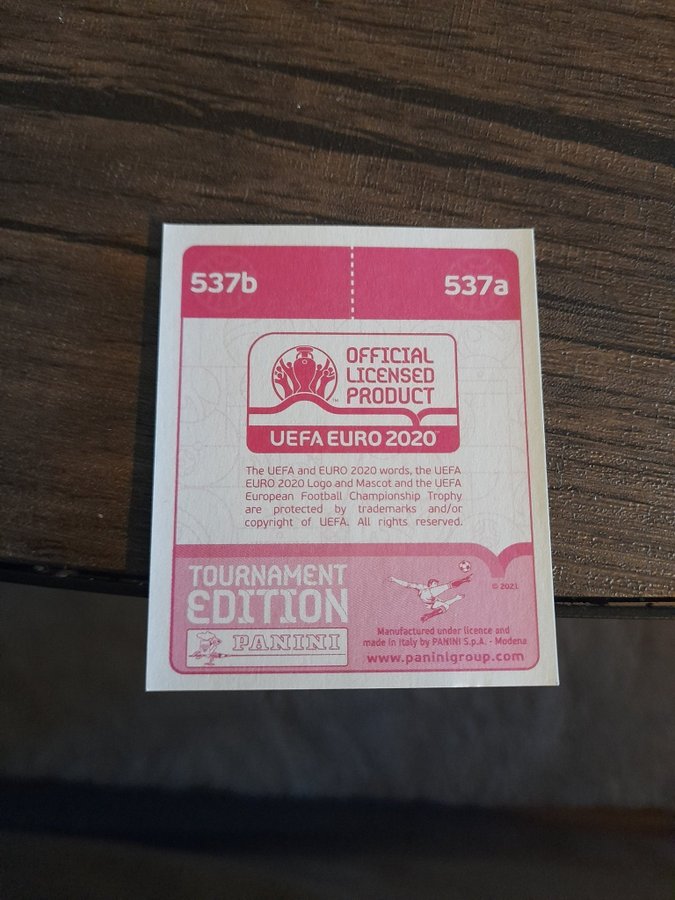 537b 537a
OFFICIAL
LICENSED
PRODUCT
™
UEFA EURO 2020™
The UEFA and EURO 2020 words, the UEFA
EURO 2020 Logo and Mascot and the UEFA
European Football Championship Trophy
are protected by trademarks and/or
copyright of UEFA. All rights reserved.
TOURNAMENT
EDITION
PANINI
© 2021
Manufactured under licence and
made in Italy by PANINI S.p.A. - Modena
www.paninigroup.com